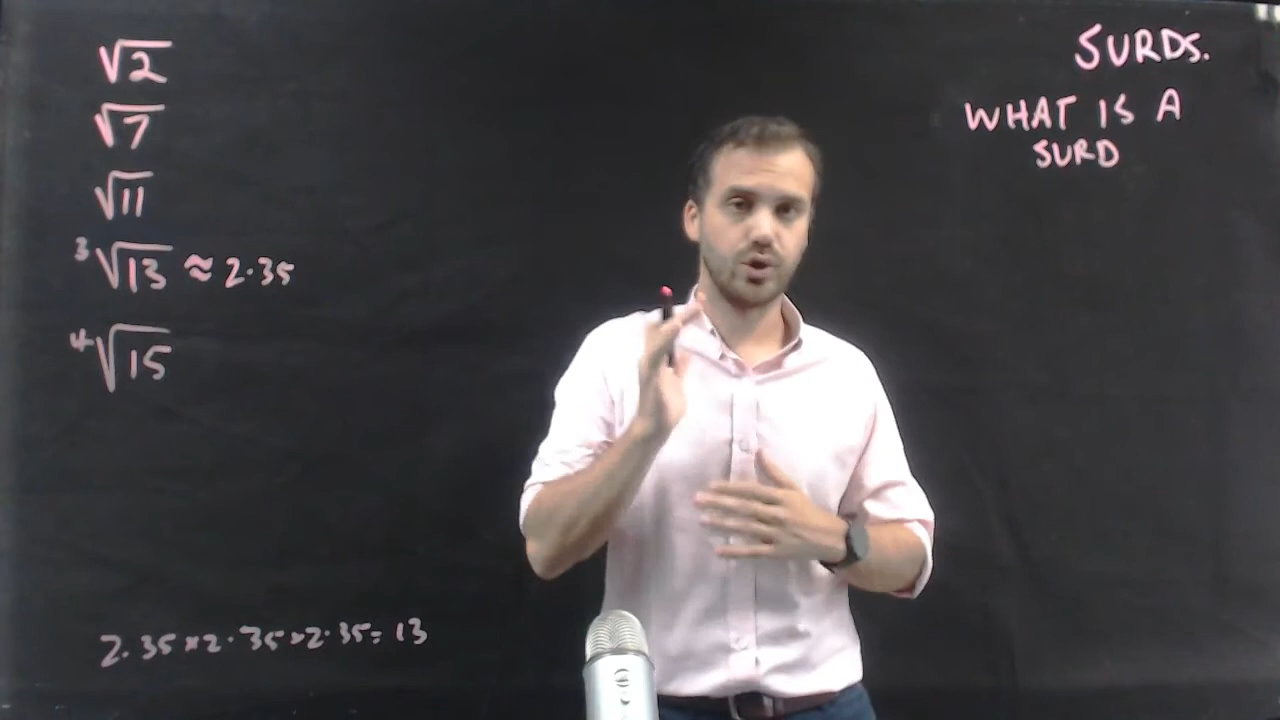 √2
√7
√11
³√13 ≈ 2.35
⁴√15
2.35×2.35×2.35=13
SURDS.
WHAT IS A
SURD